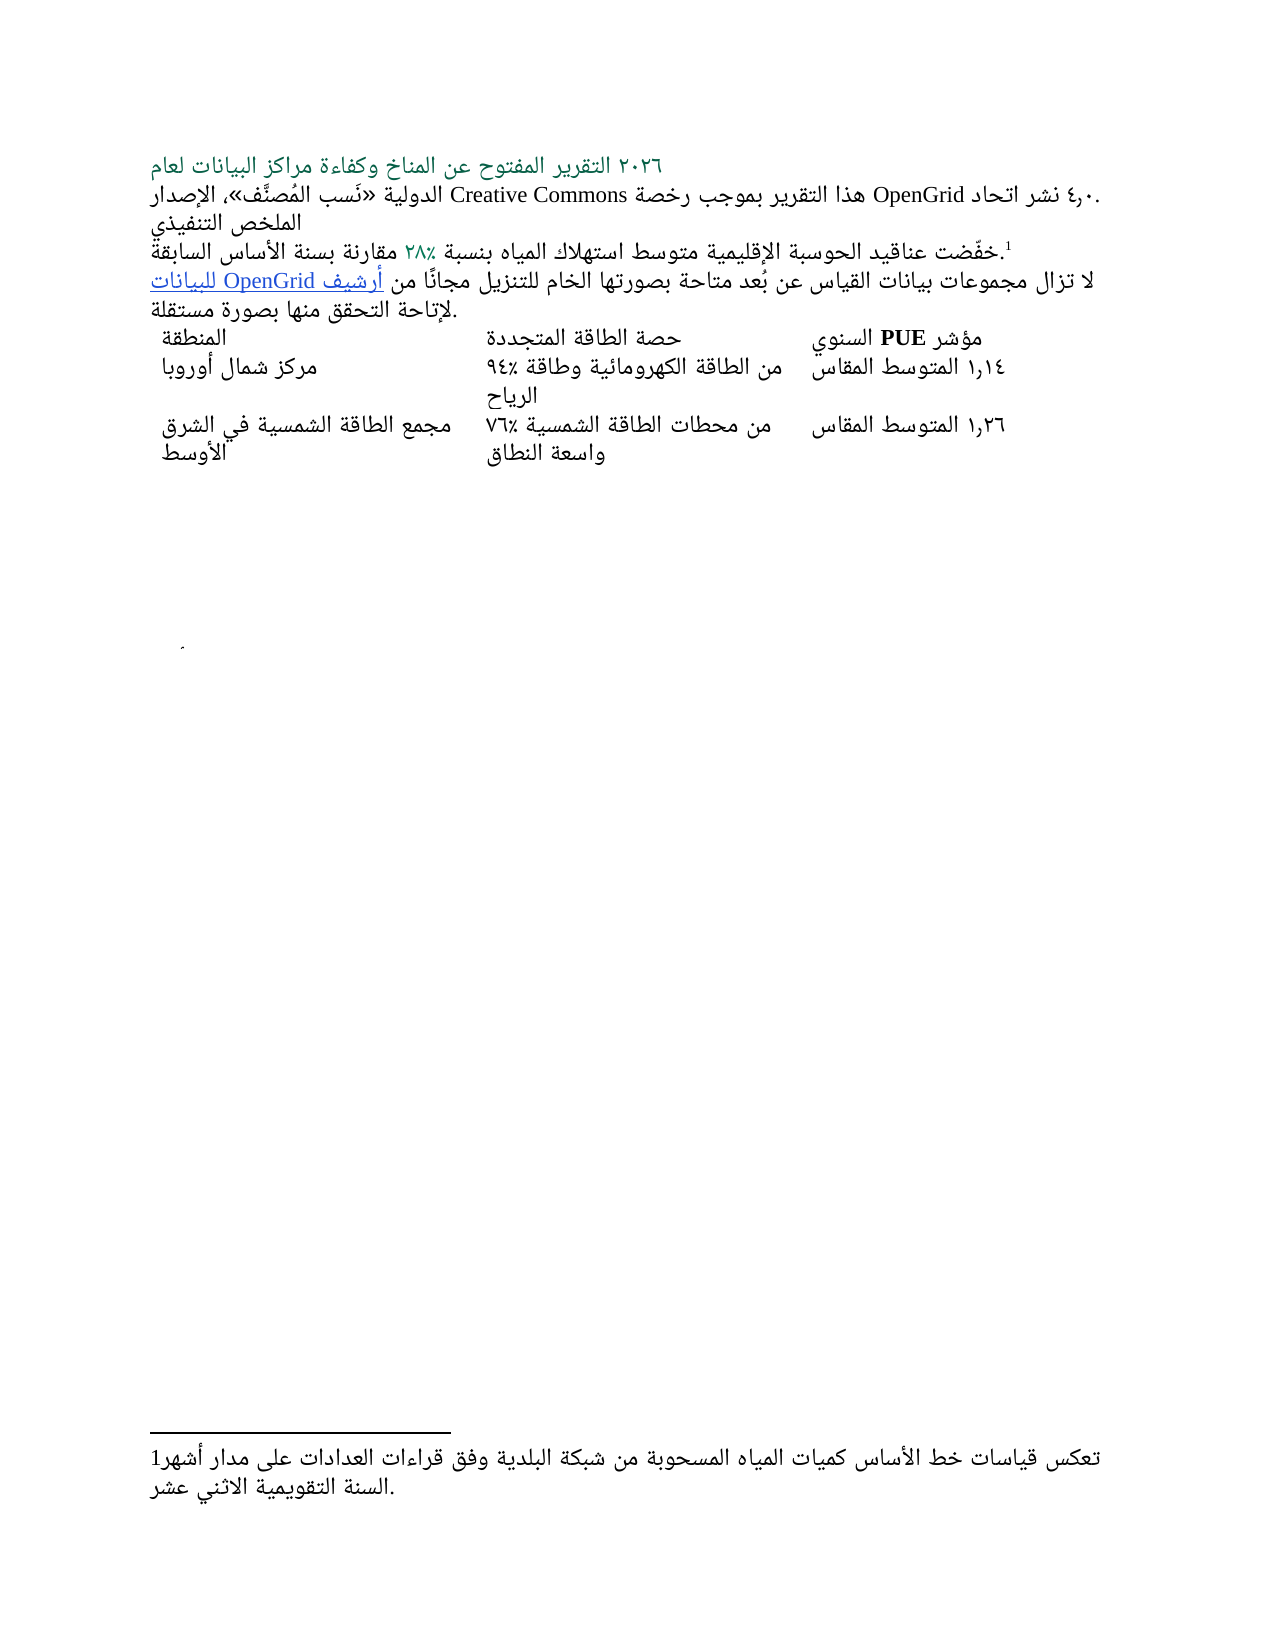 التقرير المفتوح عن المناخ وكفاءة مراكز البيانات لعام ٢٠٢٦
نشر اتحاد OpenGrid هذا التقرير بموجب رخصة Creative Commons الدولية «نَسب المُصنَّف»، الإصدار ٤٫٠.
الملخص التنفيذي
خفّضت عناقيد الحوسبة الإقليمية متوسط استهلاك المياه بنسبة ٢٨٪ مقارنة بسنة الأساس السابقة.1
لا تزال مجموعات بيانات القياس عن بُعد متاحة بصورتها الخام للتنزيل مجانًا من أرشيف OpenGrid للبيانات
لإتاحة التحقق منها بصورة مستقلة.
المنطقة حصة الطاقة المتجددة مؤشر PUE السنوي
مركز شمال أوروبا ٩٤٪ من الطاقة الكهرومائية وطاقة المتوسط المقاس ١٫١٤
الرياح
مجمع الطاقة الشمسية في الشرق ٧٦٪ من محطات الطاقة الشمسية المتوسط المقاس ١٫٢٦
الأوسط واسعة النطاق
1تعكس قياسات خط الأساس كميات المياه المسحوبة من شبكة البلدية وفق قراءات العدادات على مدار أشهر
السنة التقويمية الاثني عشر.